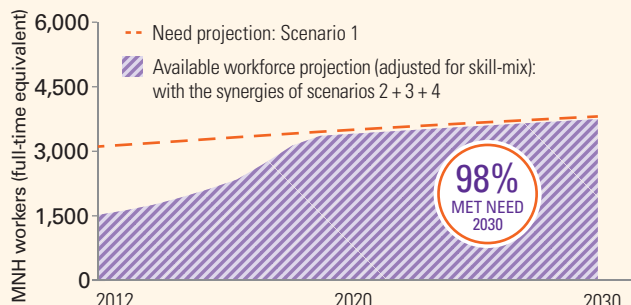 MNH workers (full-time equivalent)
6,000
4,500
3,000
1,500
0
Need projection: Scenario 1
Available workforce projection (adjusted for skill-mix):
with the synergies of scenarios 2 + 3 + 4
98%
MET NEED
2030
2012
2020
2030